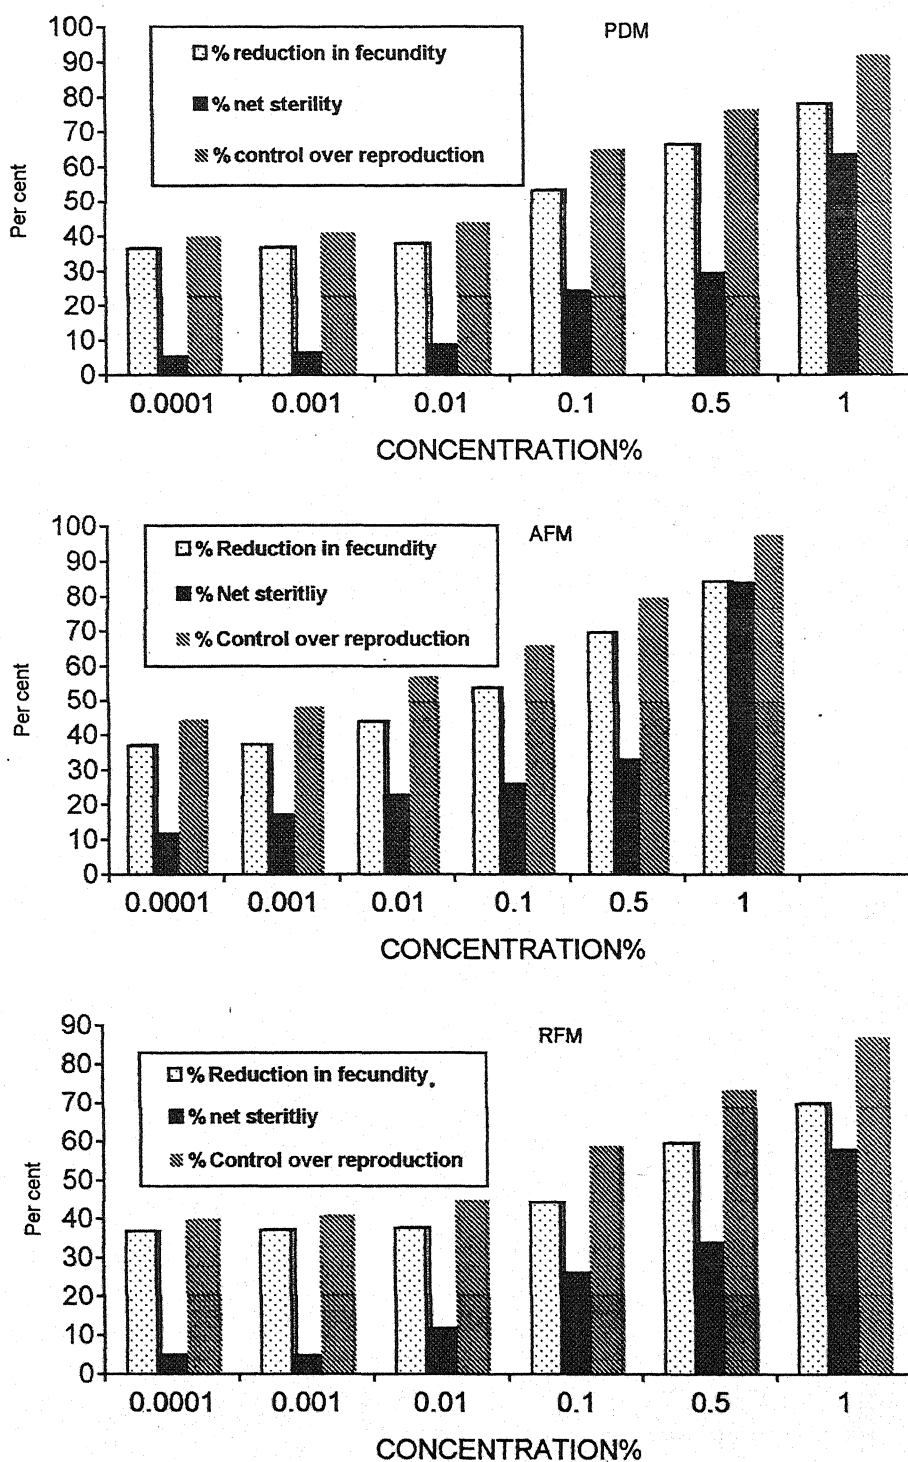 PDM
100
90
80
70
60
50
40
30
20
10
0
Per cent
% reduction in fecundity
% net sterility
% control over reproduction
0.0001 0.001 0.01 0.1 0.5 1
CONCENTRATION%
AFM
100
90
80
70
60
50
40
30
20
10
0
Per cent
% Reduction in fecundity
% Net steritliy
% Control over reproduction
0.0001 0.001 0.01 0.1 0.5 1
CONCENTRATION%
RFM
90
80
70
60
50
40
30
20
10
0
Per cent
% Reduction in fecundity
% net steritliy
% Control over reproduction
0.0001 0.001 0.01 0.1 0.5 1
CONCENTRATION%